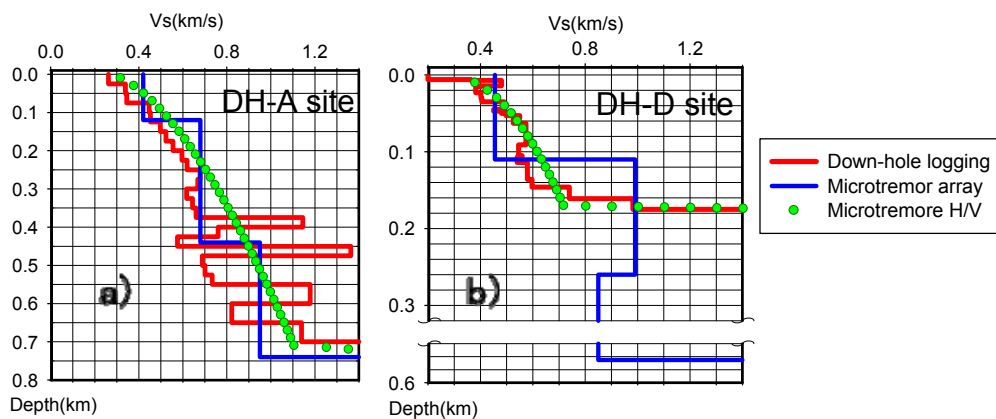 Vs(km/s)
0.0 0.4 0.8 1.2
0.0
0.1
0.2
0.3
0.4
0.5
0.6
0.7
0.8
DH-A site
a)
Depth(km)
Vs(km/s)
0.4 0.8 1.2
0.0
0.1
0.2
0.3
0.6
DH-D site
b)
Depth(km)
Down-hole logging
Microtremor array
Microtremore H/V